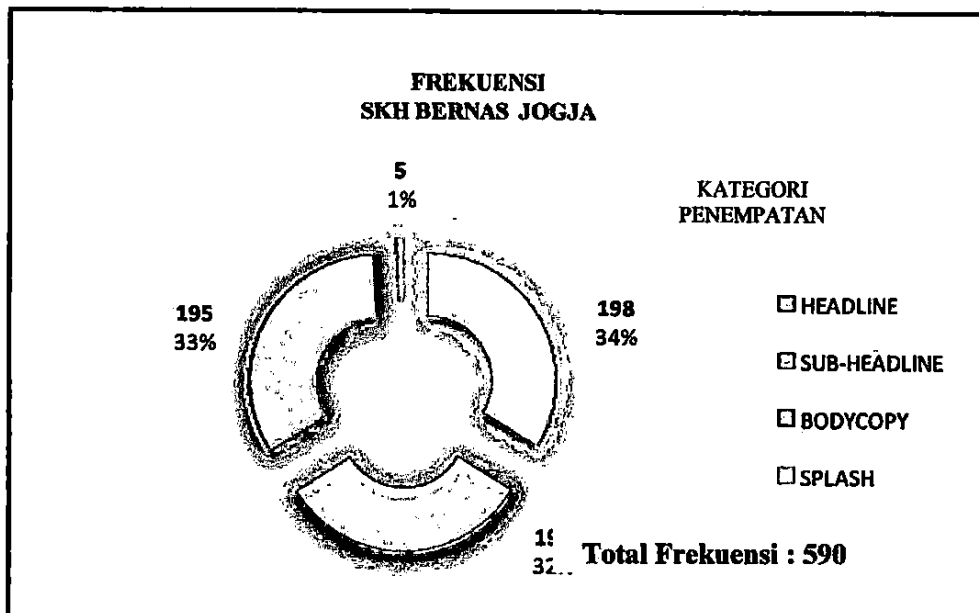 FREKUENSI
SKH BERNAS JOGJA
5
1%
KATEGORI
PENEMPATAN
195
33%
198
34%
HEADLINE
SUB-HEADLINE
BODYCOPY
SPLASH
Total Frekuensi : 590